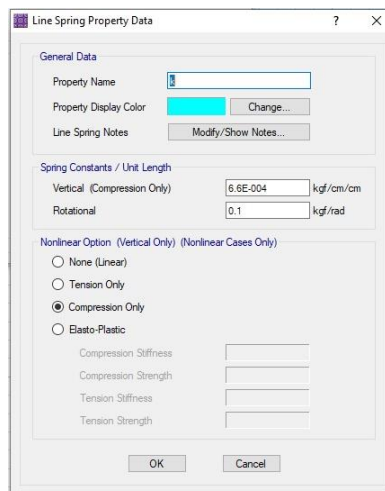 Line Spring Property Data ? ×
General Data
Property Name k
Property Display Color Change...
Line Spring Notes Modify/Show Notes...
Spring Constants / Unit Length
Vertical (Compression Only) 6.6E-004 kgf/cm/cm
Rotational 0.1 kgf/rad
Nonlinear Option (Vertical Only) (Nonlinear Cases Only)
None (Linear)
Tension Only
Compression Only
Elasto-Plastic
Compression Stiffness
Compression Strength
Tension Stiffness
Tension Strength
OK Cancel